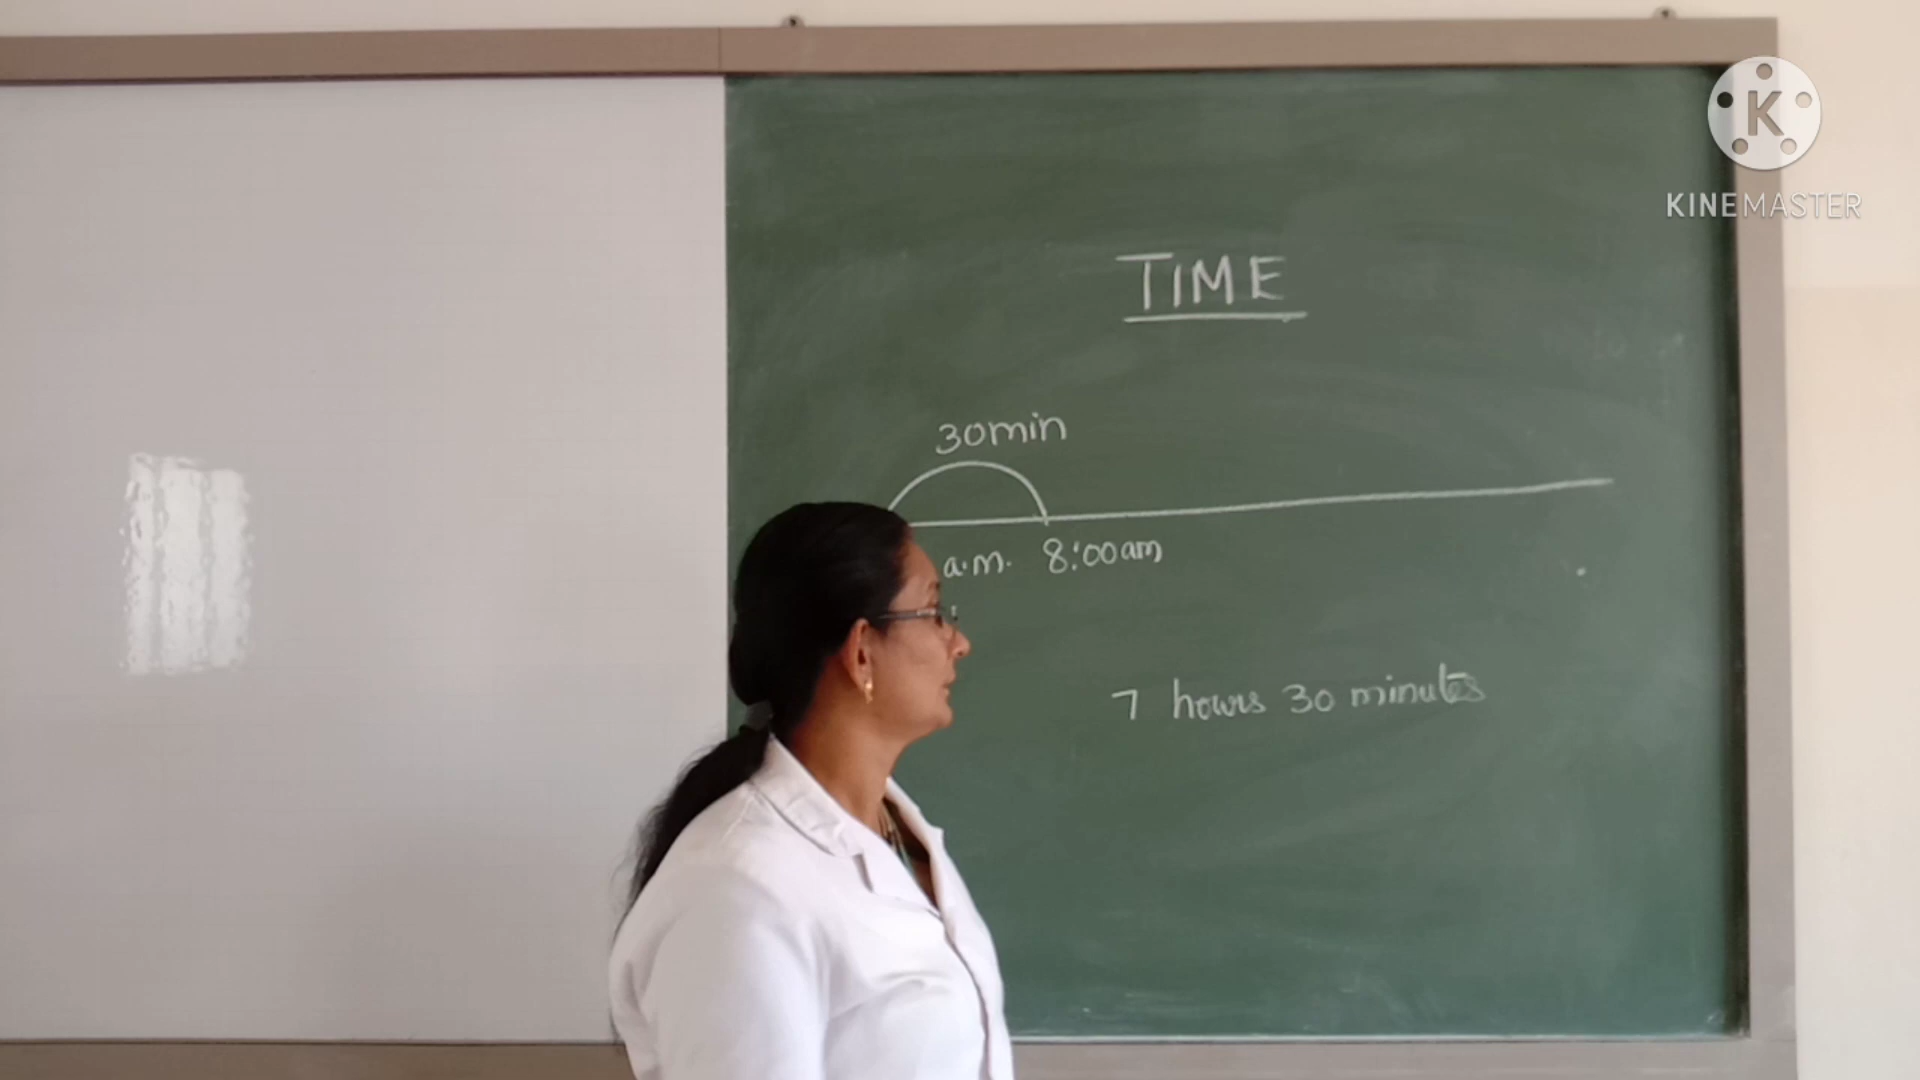 KINEMASTER
TIME
30min
a.m. 8:00am
7 hours 30 minutes